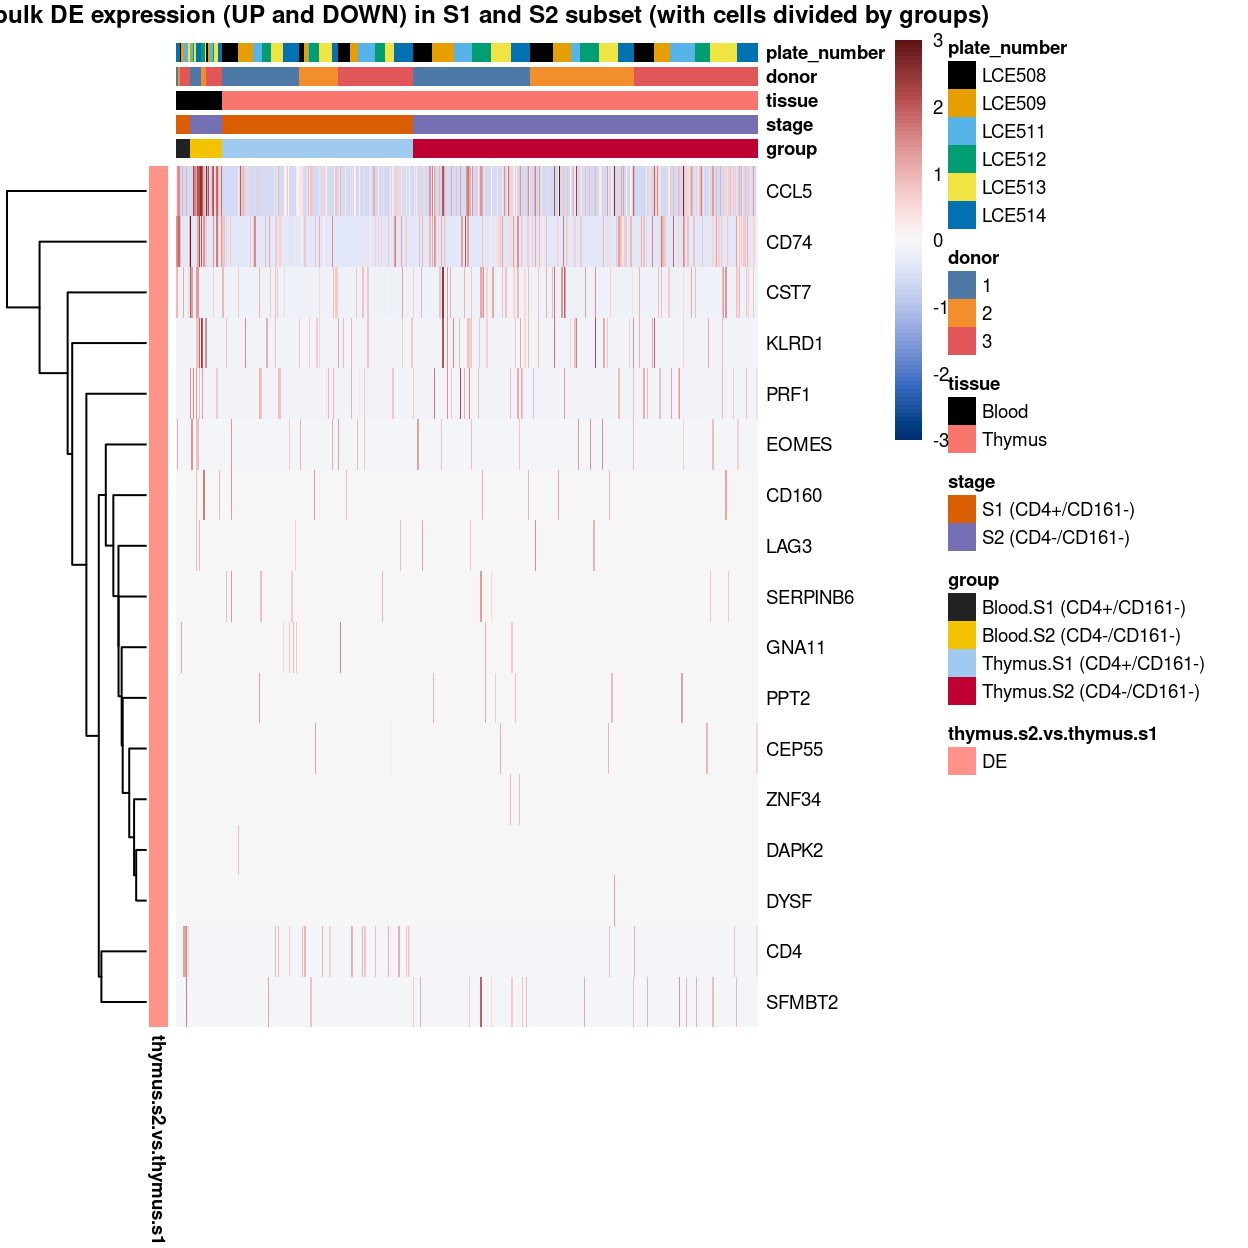 bulk DE expression (UP and DOWN) in S1 and S2 subset (with cells divided by groups)
plate_number
donor
tissue
stage
group
CCL5
CD74
CST7
KLRD1
PRF1
EOMES
CD160
LAG3
SERPINB6
GNA11
PPT2
CEP55
ZNF34
DAPK2
DYSF
CD4
SFMBT2
thymus.s2.vs.thymus.s1
3
2
1
0
-1
-2
-3
plate_number
LCE508
LCE509
LCE511
LCE512
LCE513
LCE514
donor
1
2
3
tissue
Blood
Thymus
stage
S1 (CD4+/CD161-)
S2 (CD4-/CD161-)
group
Blood.S1 (CD4+/CD161-)
Blood.S2 (CD4-/CD161-)
Thymus.S1 (CD4+/CD161-)
Thymus.S2 (CD4-/CD161-)
thymus.s2.vs.thymus.s1
DE